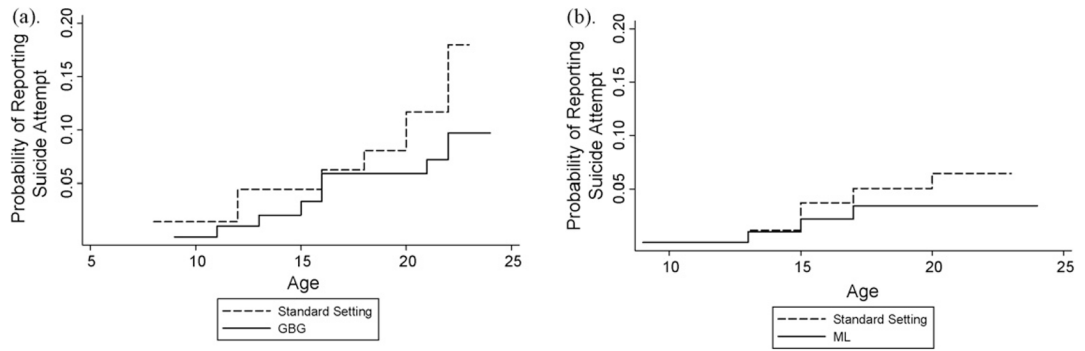 (a).
Probability of Reporting
Suicide Attempt
0.20
0.15
0.10
0.05
5
10
15
20
25
Age
Standard Setting
GBG
(b).
Probability of Reporting
Suicide Attempt
0.20
0.15
0.10
0.05
10
15
20
25
Age
Standard Setting
ML